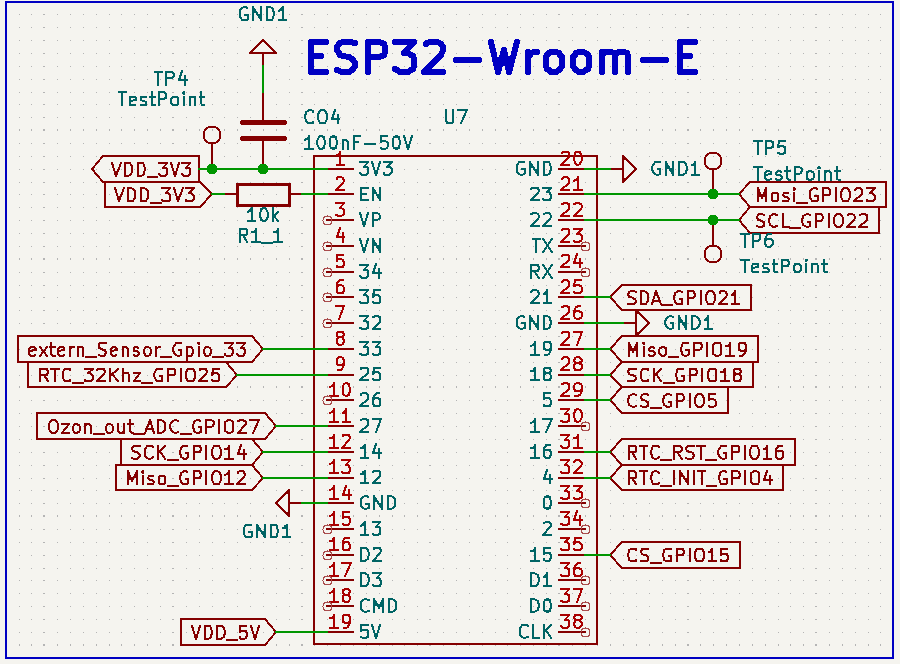 GND1
ESP32-Wroom-E
TP4
TestPoint
C04
100nF-50V
U7
VDD_3V3
VDD_3V3
10k
R1_1
TP5
TestPoint
TP6
TestPoint
1 3V3
2 EN
3 VP
4 VN
5 34
6 35
7 32
extern_Sensor_Gpio_33 8 33
RTC_32Khz_GPIO25 9 25
10 26
Ozon_out_ADC_GPIO27 11 27
SCK_GPIO14 12 14
Miso_GPIO12 13 12
GND1 14 GND
15 13
16 D2
17 D3
18 CMD
VDD_5V 19 5V
GND 20 GND1
23 21 Mosi_GPIO23
22 22 SCL_GPIO22
TX 23
RX 24
21 25 SDA_GPIO21
GND 26 GND1
19 27 Miso_GPIO19
18 28 SCK_GPIO18
5 29 CS_GPIO5
17 30
16 31 RTC_RST_GPIO16
4 32 RTC_INIT_GPIO4
0 33
2 34
15 35 CS_GPIO15
D1 36
D0 37
CLK 38